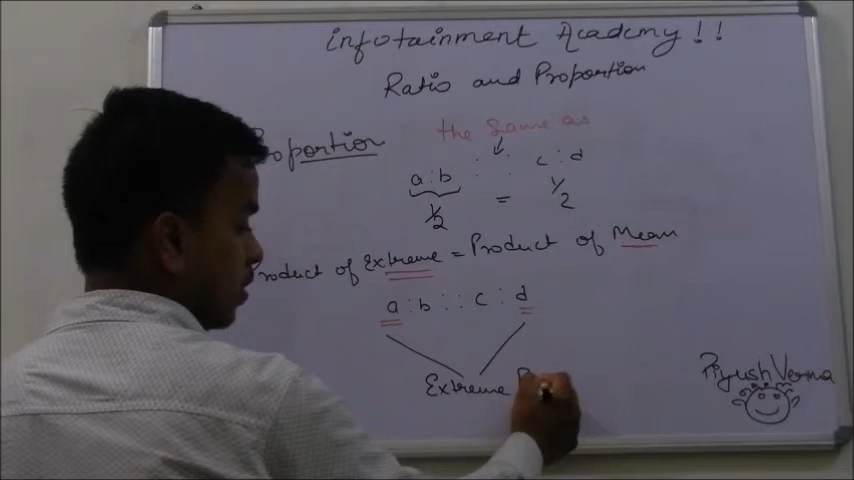 Infotainment Academy !!
Ratio and Proportion
Proportion
the same as
a : b : : c : d
1/2 = 1/2
Product of Extreme = Product of Mean
a : b : : c : d
Extreme
Piyush Verma